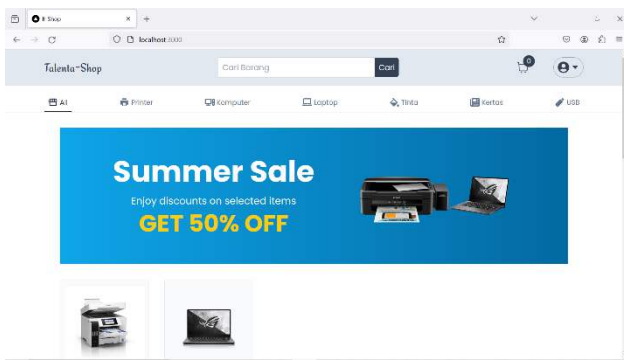 Shop
localhost:3000
Talenta-Shop
Cari Barang
Cari
0
All
Printer
Komputer
Laptop
Tinta
Kertas
USB
Summer Sale
Enjoy discounts on selected items
GET 50% OFF